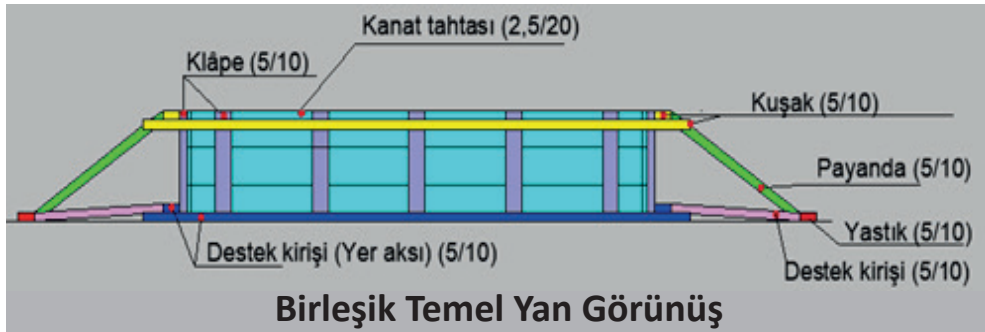 Kanat tahtası (2,5/20)
Klâpe (5/10)
Kuşak (5/10)
Payanda (5/10)
Yastık (5/10)
Destek kirişi (Yer aksı) (5/10)
Destek kirişi (5/10)
Birleşik Temel Yan Görünüş